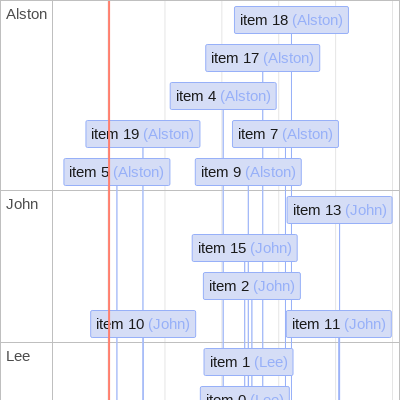 Alston
item 18 (Alston)
item 17 (Alston)
item 4 (Alston)
item 19 (Alston)
item 7 (Alston)
item 5 (Alston)
item 9 (Alston)
John
item 13 (John)
item 15 (John)
item 2 (John)
item 10 (John)
item 11 (John)
Lee
item 1 (Lee)
item 0 (Lee)